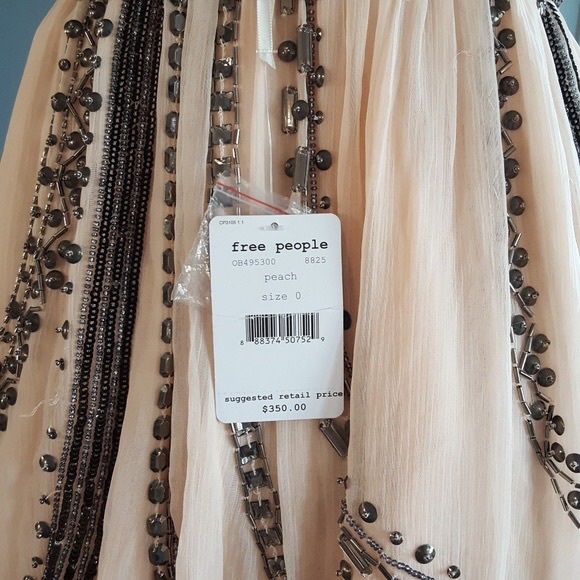 free people
OB495300 8825
peach
size 0
8 88374 50752 9
suggested retail price
$350.00